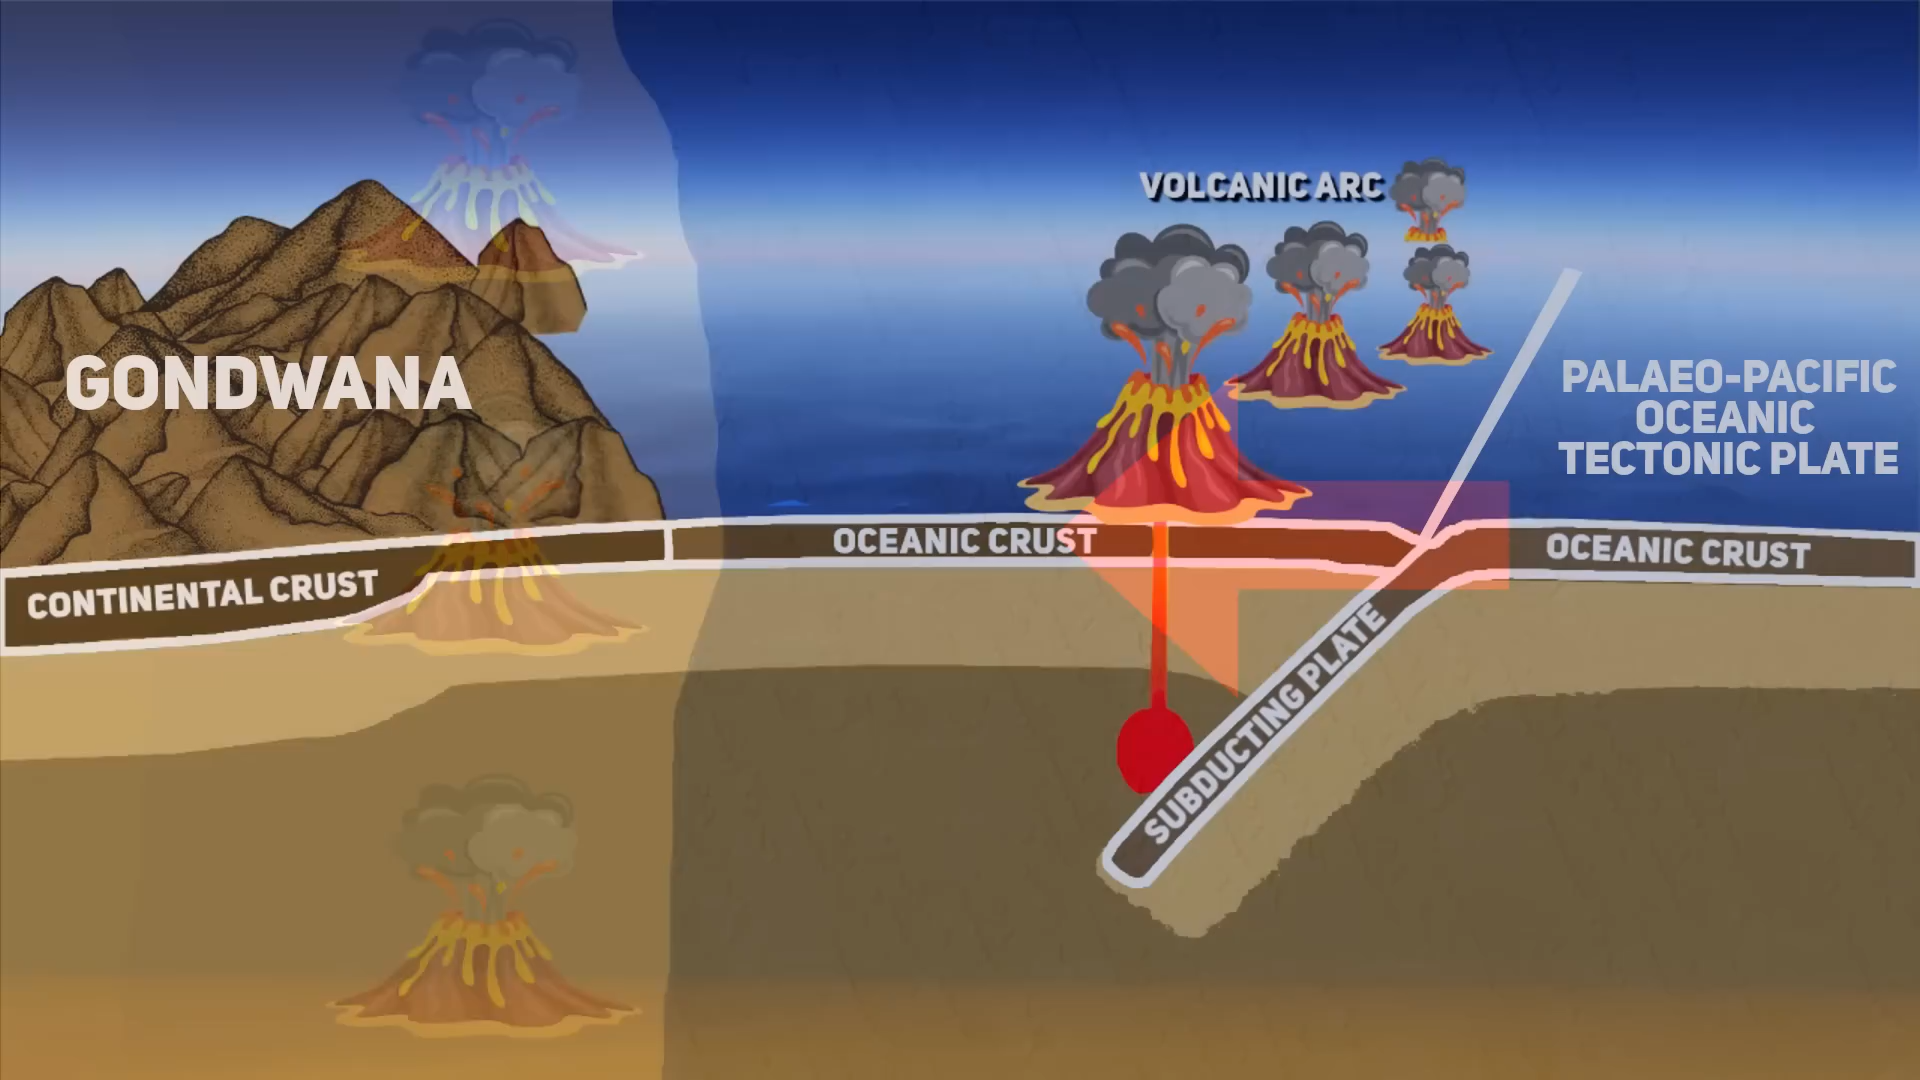 VOLCANIC ARC
GONDWANA
PALAEO-PACIFIC
OCEANIC
TECTONIC PLATE
OCEANIC CRUST
OCEANIC CRUST
CONTINENTAL CRUST
SUBDUCTING PLATE